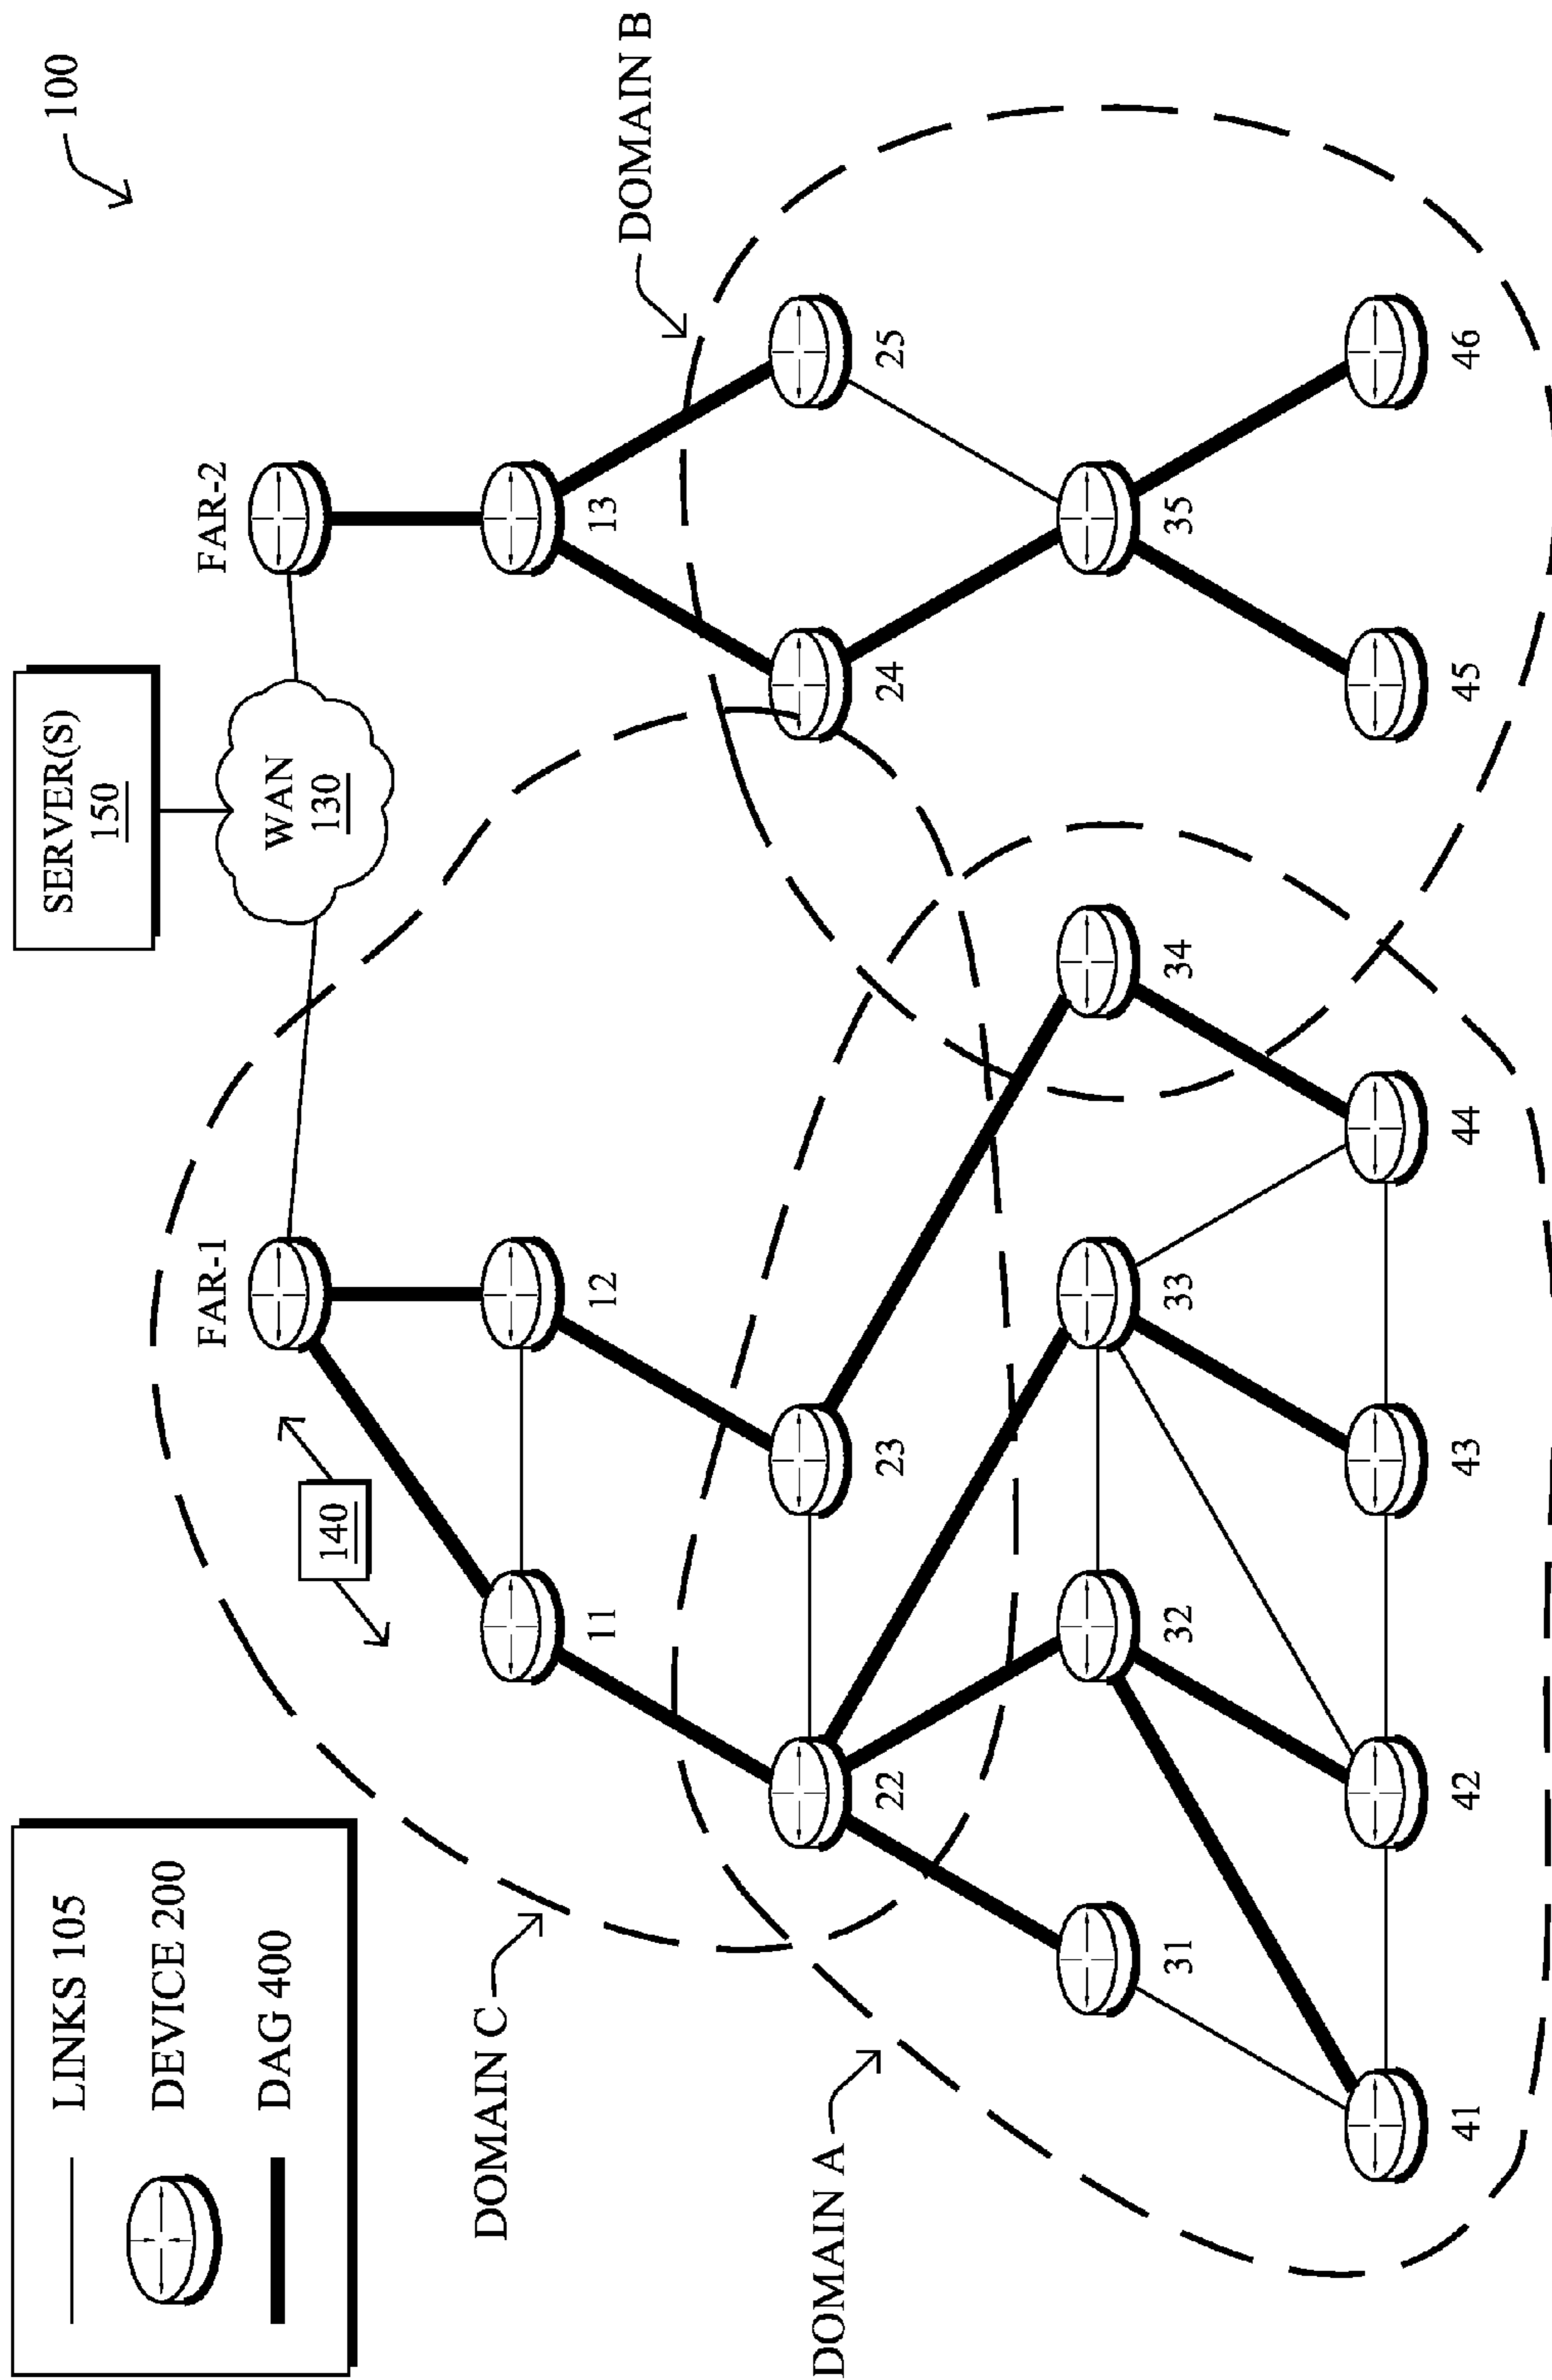 100
LINKS 105
DEVICE 200
DAG 400
SERVER(S)
150
WAN
130
FAR-1
FAR-2
140
DOMAIN C
DOMAIN B
DOMAIN A
11
12
13
22
23
24
25
31
32
33
34
35
41
42
43
44
45
46